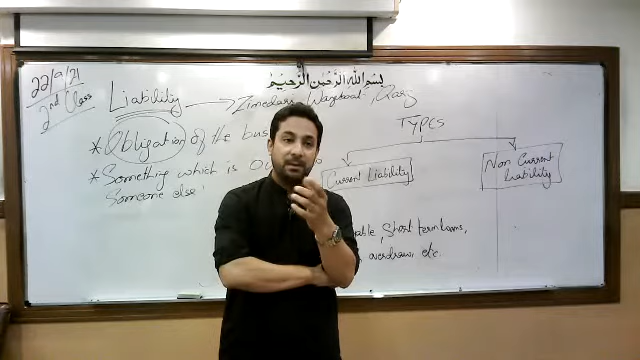 بسم الله الرحمن الرحيم
22/9/21
2nd Class
Liability → Zimedari, Wajibaat, Qarz
* Obligation of the bus
* Something which is O
Someone else
TYPES
Current Liability
Non Current
Liability
able, Short term loans,
overdraw, etc.